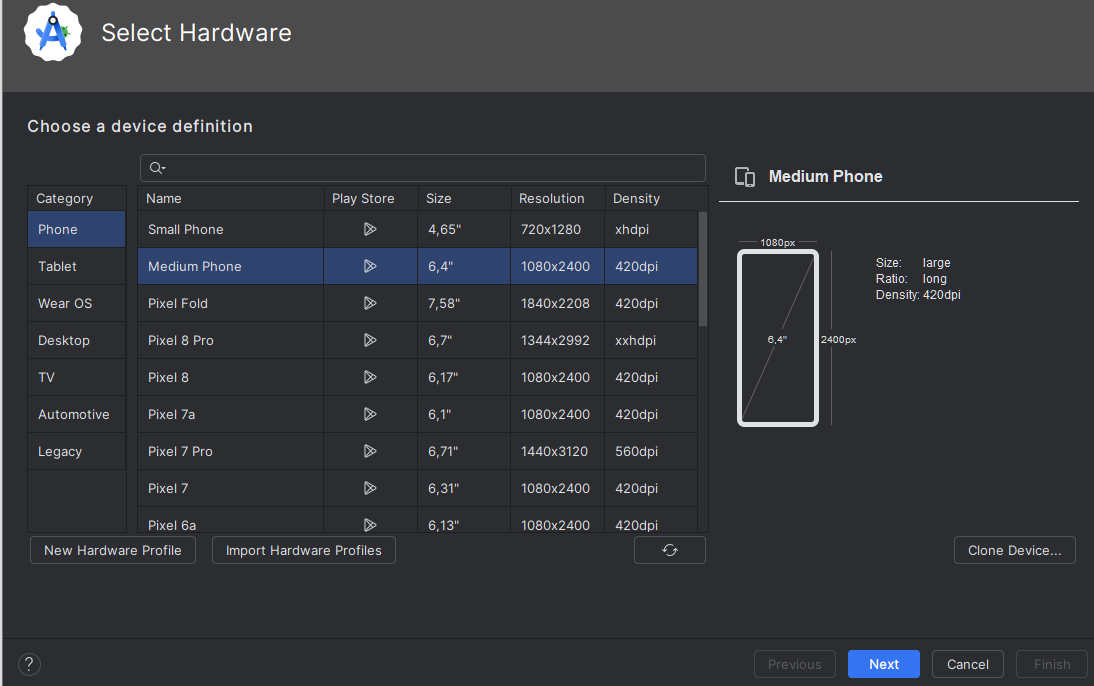 Select Hardware
Choose a device definition
Category
Phone
Tablet
Wear OS
Desktop
TV
Automotive
Legacy
Name Play Store Size Resolution Density
Small Phone 4,65" 720x1280 xhdpi
Medium Phone 6,4" 1080x2400 420dpi
Pixel Fold 7,58" 1840x2208 420dpi
Pixel 8 Pro 6,7" 1344x2992 xxhdpi
Pixel 8 6,17" 1080x2400 420dpi
Pixel 7a 6,1" 1080x2400 420dpi
Pixel 7 Pro 6,71" 1440x3120 560dpi
Pixel 7 6,31" 1080x2400 420dpi
Pixel 6a 6,13" 1080x2400 420dpi
Medium Phone
1080px
6,4"
2400px
Size: large
Ratio: long
Density: 420dpi
New Hardware Profile
Import Hardware Profiles
Clone Device...
?
Previous
Next
Cancel
Finish